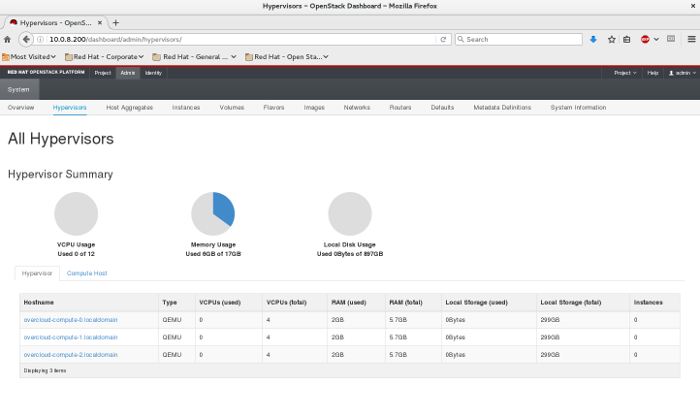 Hypervisors – OpenStack Dashboard – Mozilla Firefox
Hypervisors - OpenS...
10.0.8.200/dashboard/admin/hypervisors/
Search
Most Visited
Red Hat - Corporate
Red Hat - General ...
Red Hat - Open Sta...
RED HAT OPENSTACK PLATFORM Project Admin Identity Project Help admin
System
Overview Hypervisors Host Aggregates Instances Volumes Flavors Images Networks Routers Defaults Metadata Definitions System Information
All Hypervisors
Hypervisor Summary
VCPU Usage
Used 0 of 12
Memory Usage
Used 6GB of 17GB
Local Disk Usage
Used 0Bytes of 897GB
Hypervisor Compute Host
Hostname Type VCPUs (used) VCPUs (total) RAM (used) RAM (total) Local Storage (used) Local Storage (total) Instances
overcloud-compute-0.localdomain QEMU 0 4 2GB 5.7GB 0Bytes 299GB 0
overcloud-compute-1.localdomain QEMU 0 4 2GB 5.7GB 0Bytes 299GB 0
overcloud-compute-2.localdomain QEMU 0 4 2GB 5.7GB 0Bytes 299GB 0
Displaying 3 items